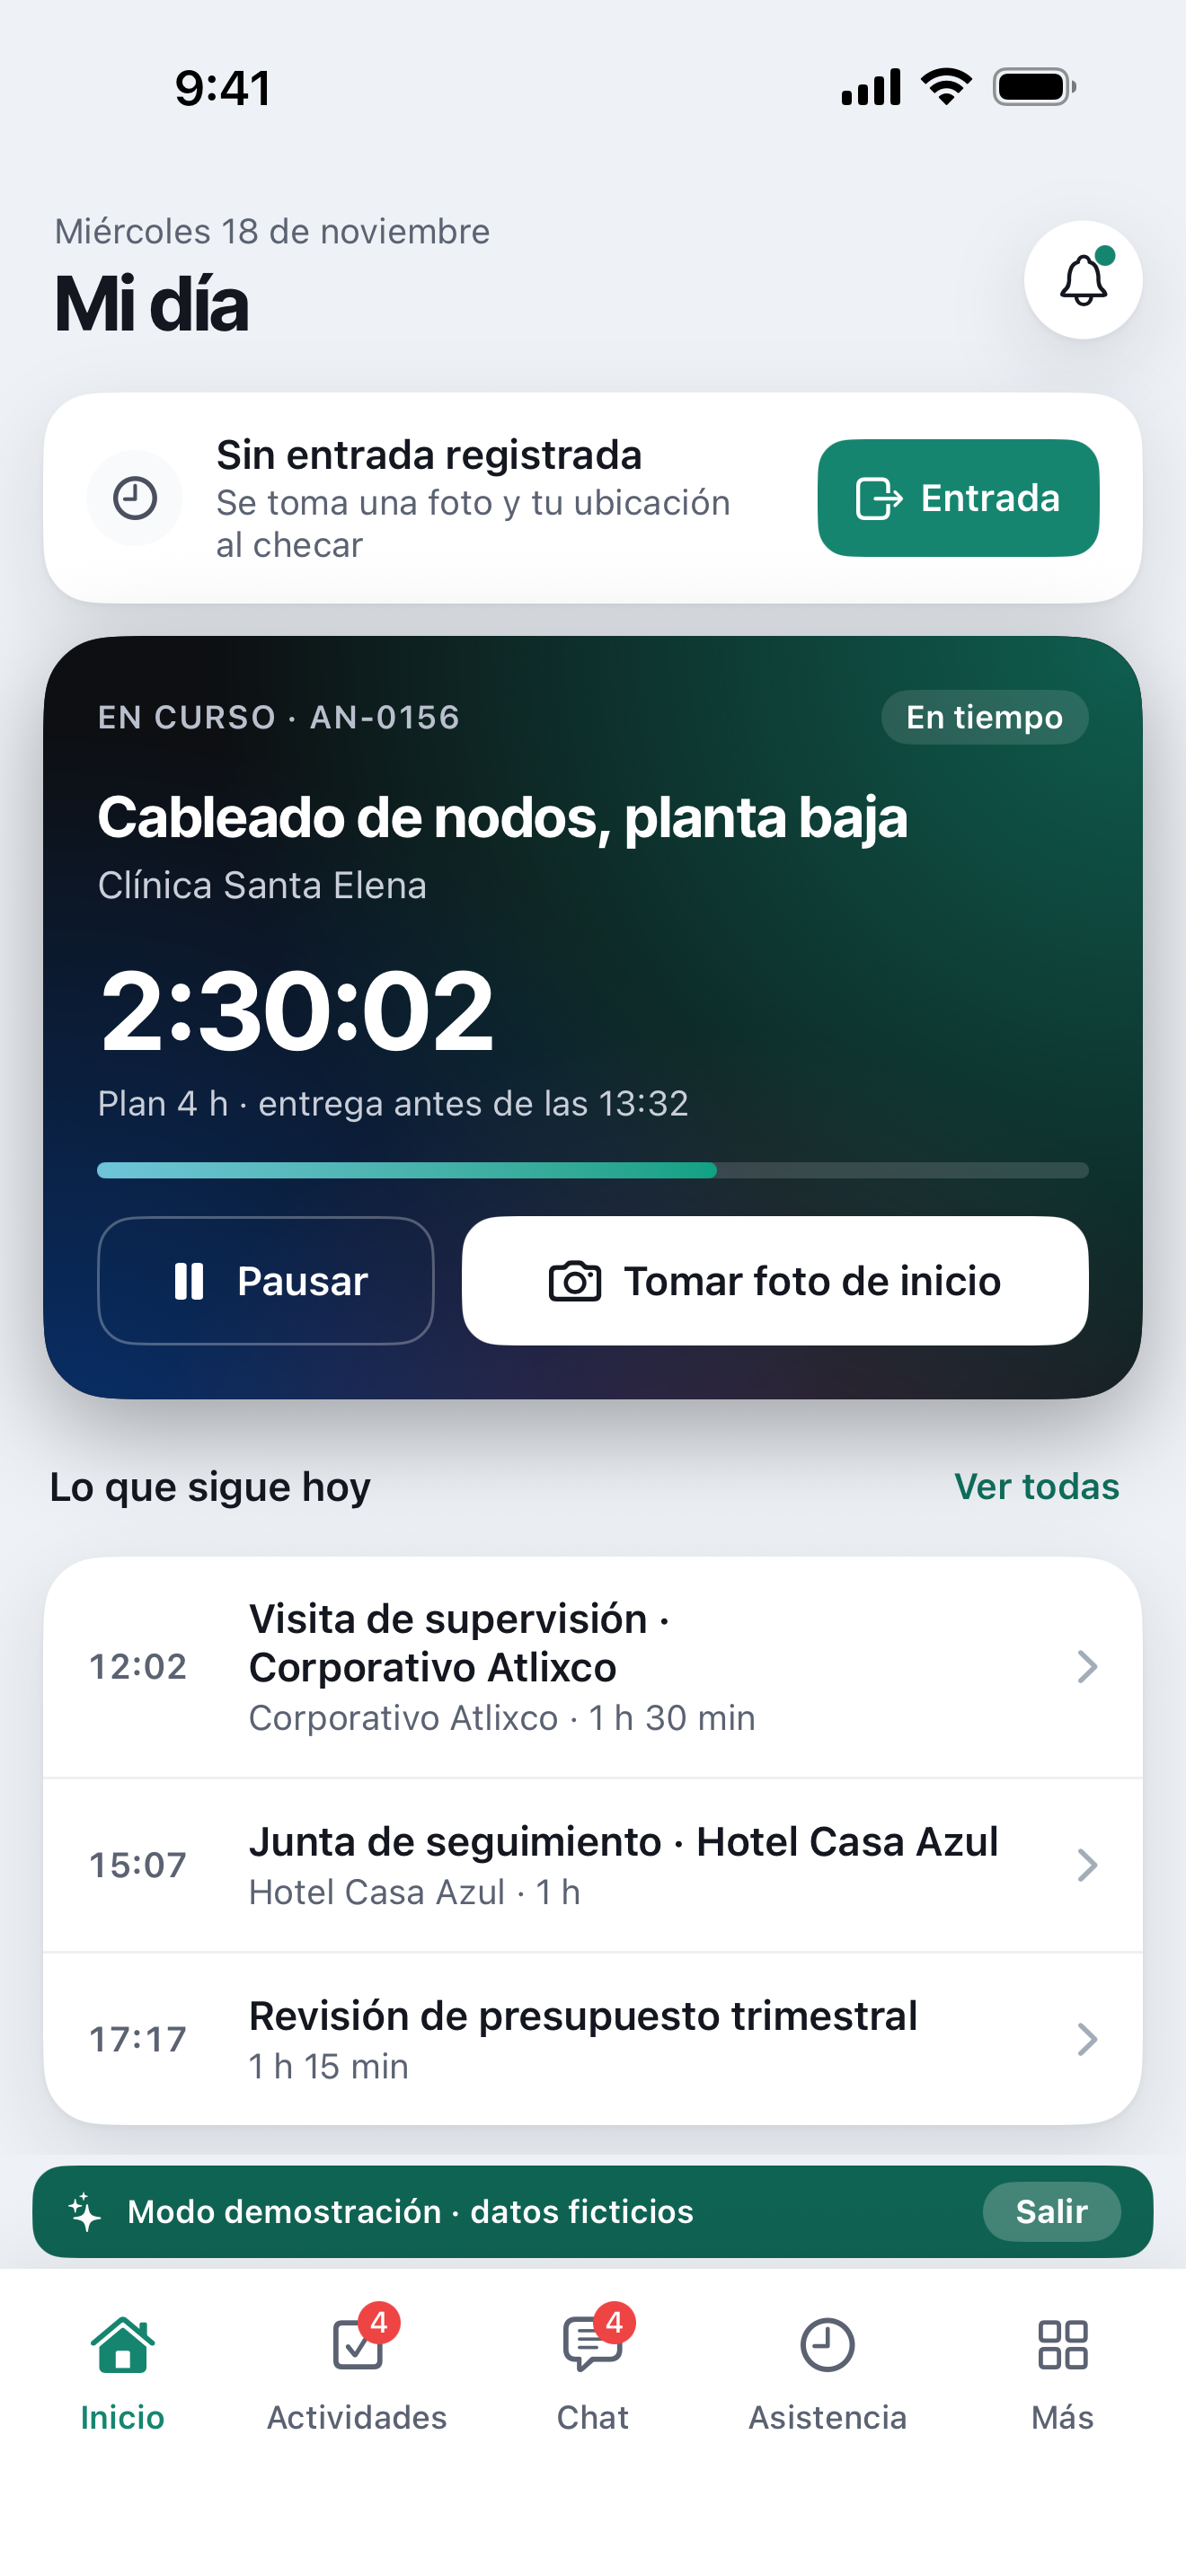 9:41
Miércoles 18 de noviembre
Mi día
Sin entrada registrada
Se toma una foto y tu ubicación
al checar
Entrada
EN CURSO · AN-0156
En tiempo
Cableado de nodos, planta baja
Clínica Santa Elena
2:30:02
Plan 4 h · entrega antes de las 13:32
Pausar
Tomar foto de inicio
Lo que sigue hoy
Ver todas
12:02
Visita de supervisión ·
Corporativo Atlixco
Corporativo Atlixco · 1 h 30 min
15:07
Junta de seguimiento · Hotel Casa Azul
Hotel Casa Azul · 1 h
17:17
Revisión de presupuesto trimestral
1 h 15 min
Modo demostración · datos ficticios
Salir
4
4
Inicio
Actividades
Chat
Asistencia
Más